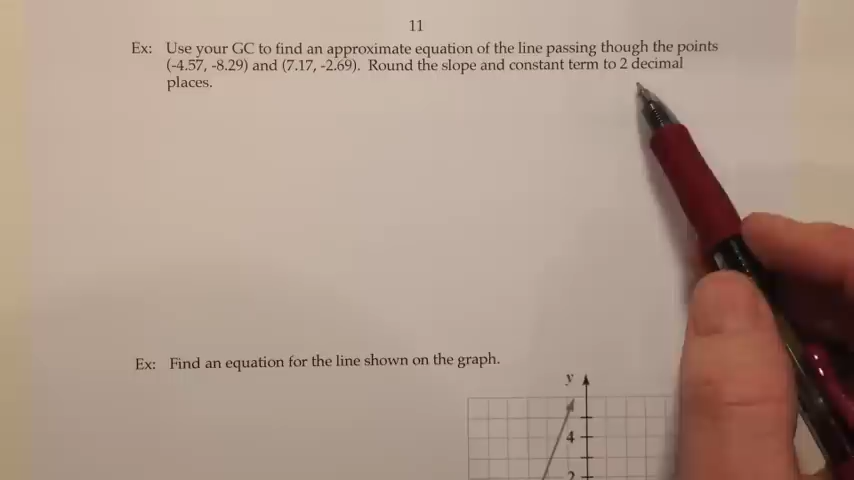 11
Ex: Use your GC to find an approximate equation of the line passing though the points
(-4.57, -8.29) and (7.17, -2.69). Round the slope and constant term to 2 decimal
places.
Ex: Find an equation for the line shown on the graph.
y
4
2